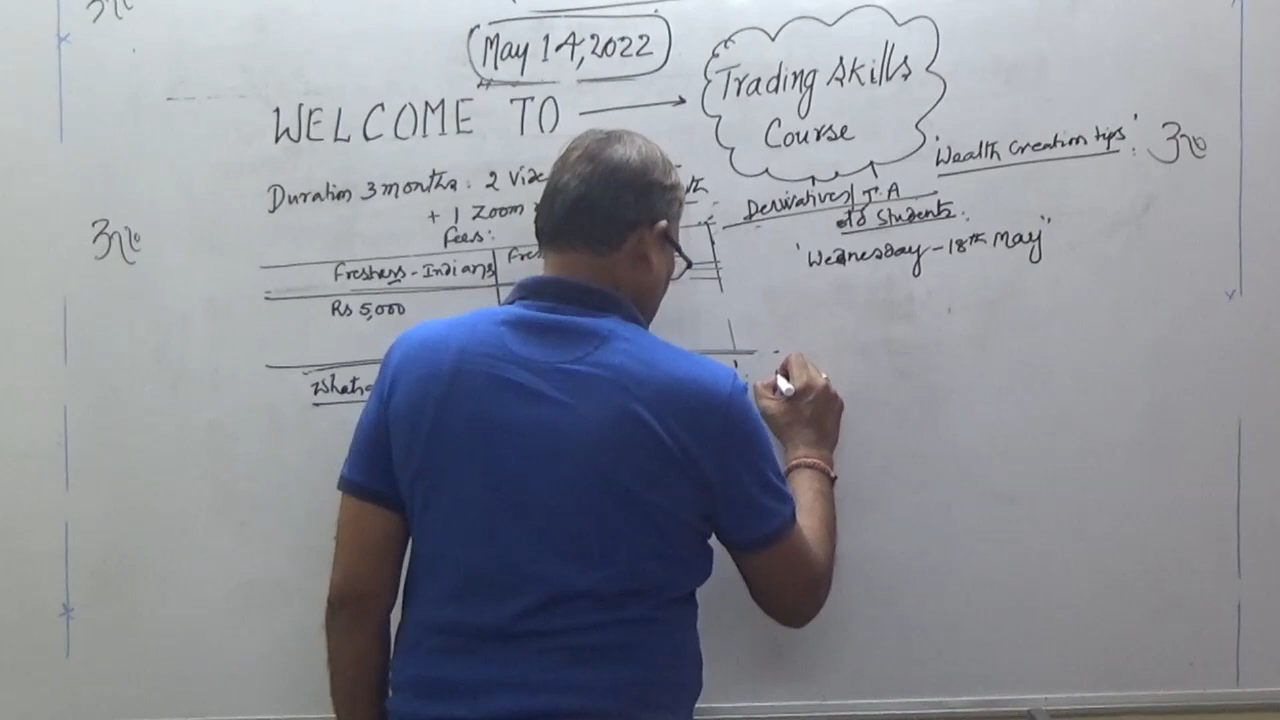 May 14, 2022
WELCOME TO
Trading Skills
Course
'Wealth Creation tips'
Duration 3 months: 2
+ 1 Zoom
Fees:
Derivatives/ T.A
old Students.
'Wednesday - 18th May"
Freshers - Indians
Rs 5,000